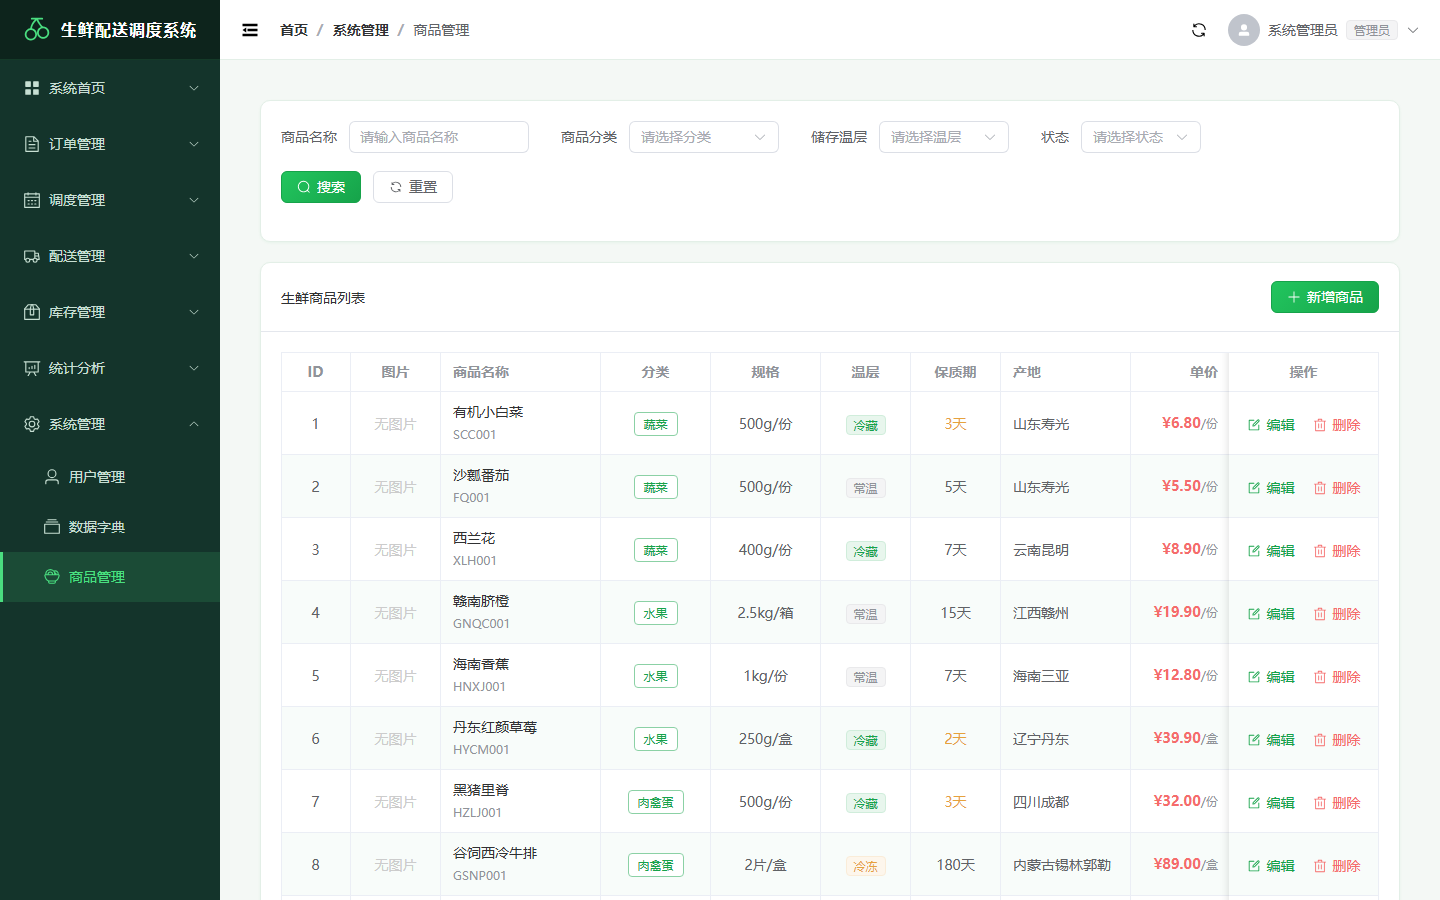 生鲜配送调度系统
首页 / 系统管理 / 商品管理
系统管理员 管理员
系统首页
订单管理
调度管理
配送管理
库存管理
统计分析
系统管理
用户管理
数据字典
商品管理
商品名称 请输入商品名称 商品分类 请选择分类 储存温层 请选择温层 状态 请选择状态
搜索 重置
生鲜商品列表 新增商品
ID 图片 商品名称 分类 规格 温层 保质期 产地 单价 操作
1 无图片 有机小白菜 蔬菜 500g/份 冷藏 3天 山东寿光 ¥6.80/份 编辑 删除
SCC001
2 无图片 沙瓤番茄 蔬菜 500g/份 常温 5天 山东寿光 ¥5.50/份 编辑 删除
FQ001
3 无图片 西兰花 蔬菜 400g/份 冷藏 7天 云南昆明 ¥8.90/份 编辑 删除
XLH001
4 无图片 赣南脐橙 水果 2.5kg/箱 常温 15天 江西赣州 ¥19.90/份 编辑 删除
GNQC001
5 无图片 海南香蕉 水果 1kg/份 常温 7天 海南三亚 ¥12.80/份 编辑 删除
HNXJ001
6 无图片 丹东红颜草莓 水果 250g/盒 冷藏 2天 辽宁丹东 ¥39.90/盒 编辑 删除
HYCM001
7 无图片 黑猪里脊 肉禽蛋 500g/份 冷藏 3天 四川成都 ¥32.00/份 编辑 删除
HZLJ001
8 无图片 谷饲西冷牛排 肉禽蛋 2片/盒 冷冻 180天 内蒙古锡林郭勒 ¥89.00/盒 编辑 删除
GSNP001